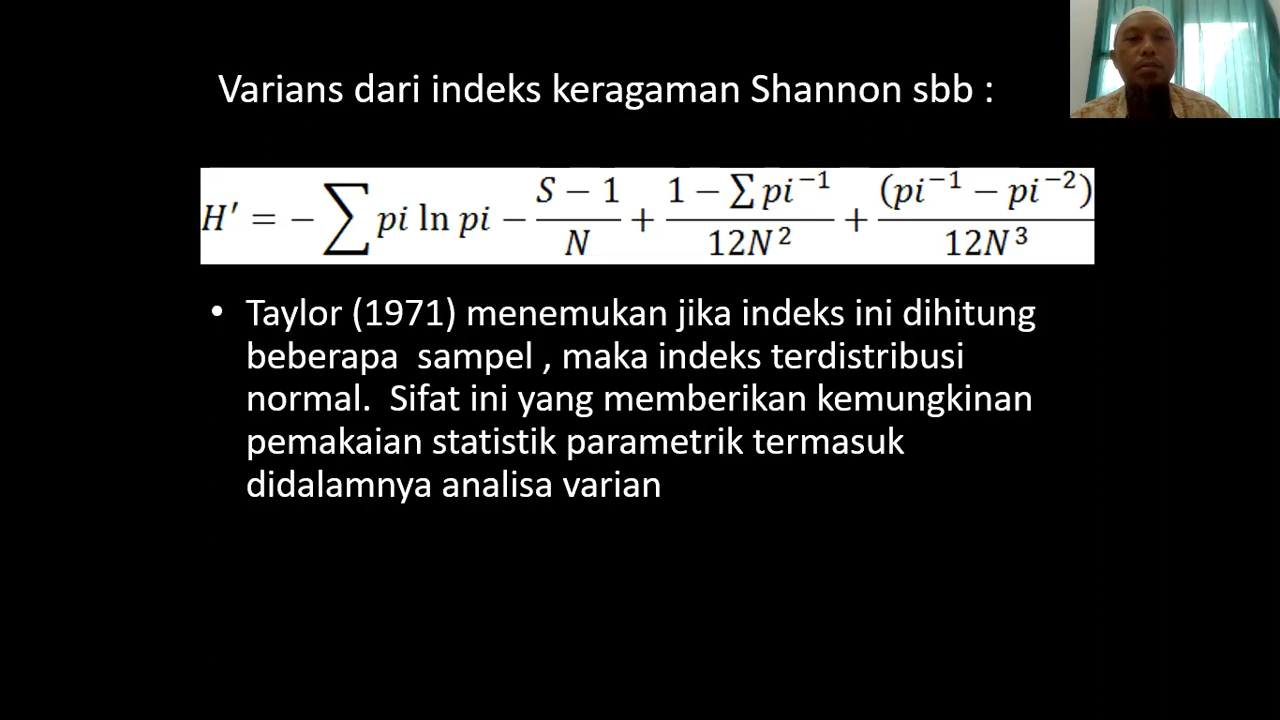 Varians dari indeks keragaman Shannon sbb :
H′ = − ∑ pi ln pi − (S − 1)/N + (1 − ∑ pi⁻¹)/(12N²) + (pi⁻¹ − pi⁻²)/(12N³)
• Taylor (1971) menemukan jika indeks ini dihitung
beberapa sampel , maka indeks terdistribusi
normal. Sifat ini yang memberikan kemungkinan
pemakaian statistik parametrik termasuk
didalamnya analisa varian